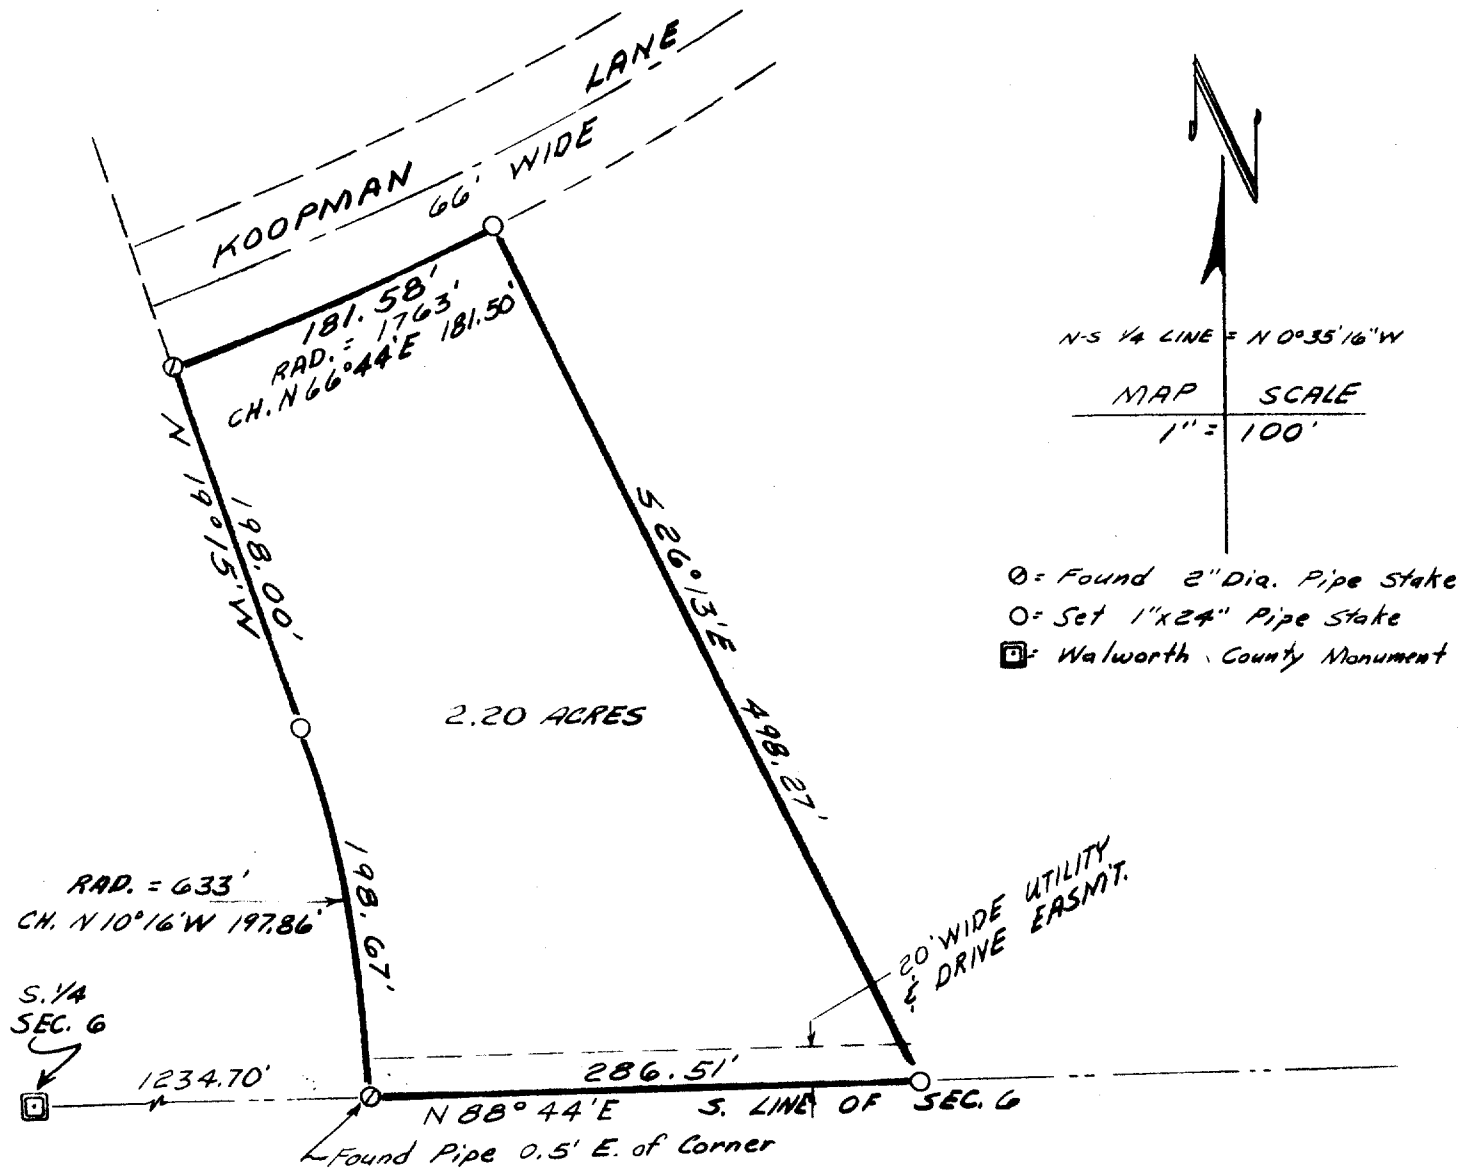 KOOPMAN LANE
66' WIDE
181.58'
RAD. = 1763'
CH. N 66°44'E 181.50'
N 19°15'W
198.00'
S 26°13'E 498.27'
2.20 ACRES
RAD. = 633'
CH. N 10°16'W 197.86'
198.67'
S. 1/4
SEC. 6
1234.70'
286.51'
N 88°44'E S. LINE OF SEC. 6
Found Pipe 0.5' E. of Corner
20' WIDE UTILITY
& DRIVE EASM'T.
N
N-S 1/4 LINE = N 0°35'16"W
MAP SCALE
1" = 100'
= Found 2" Dia. Pipe Stake
= Set 1"x24" Pipe Stake
= Walworth County Monument